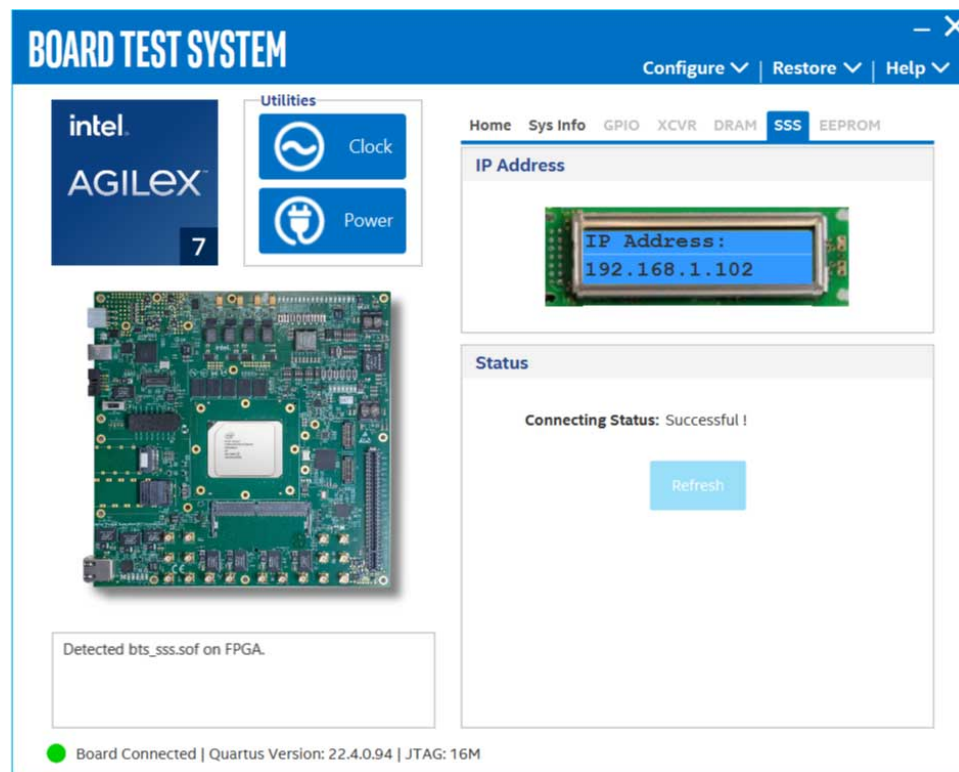 BOARD TEST SYSTEM
Configure | Restore | Help
intel.
AGILEX™
7
Utilities
Clock
Power
Home Sys Info GPIO XCVR DRAM SSS EEPROM
IP Address
IP Address:
192.168.1.102
Status
Connecting Status: Successful !
Refresh
Detected bts_sss.sof on FPGA.
Board Connected | Quartus Version: 22.4.0.94 | JTAG: 16M